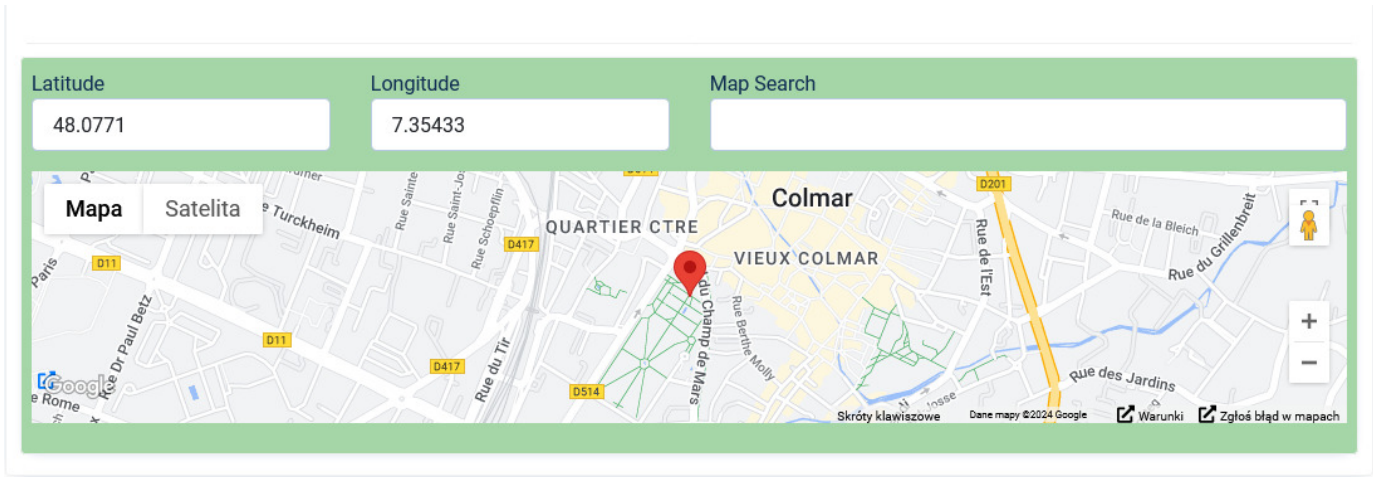 Latitude
Longitude
Map Search
48.0771
7.35433
Mapa
Satelita
Colmar
D201
QUARTIER CTRE
VIEUX COLMAR
e Turckheim
Rue Sainte
Rue Saint-Jo
Rue Schoepflin
D417
Rue de l'Est
Rue de la Bleich
Rue du Grillenbreit
Paris
D11
Rue Dr Paul Betz
D11
D417
Rue du Tir
D514
du Champ de Mars
Rue Berthe Molly
Rue des Jardins
Google
e Rome
Skróty klawiszowe
Dane mapy ©2024 Google
Warunki
Zgłoś błąd w mapach